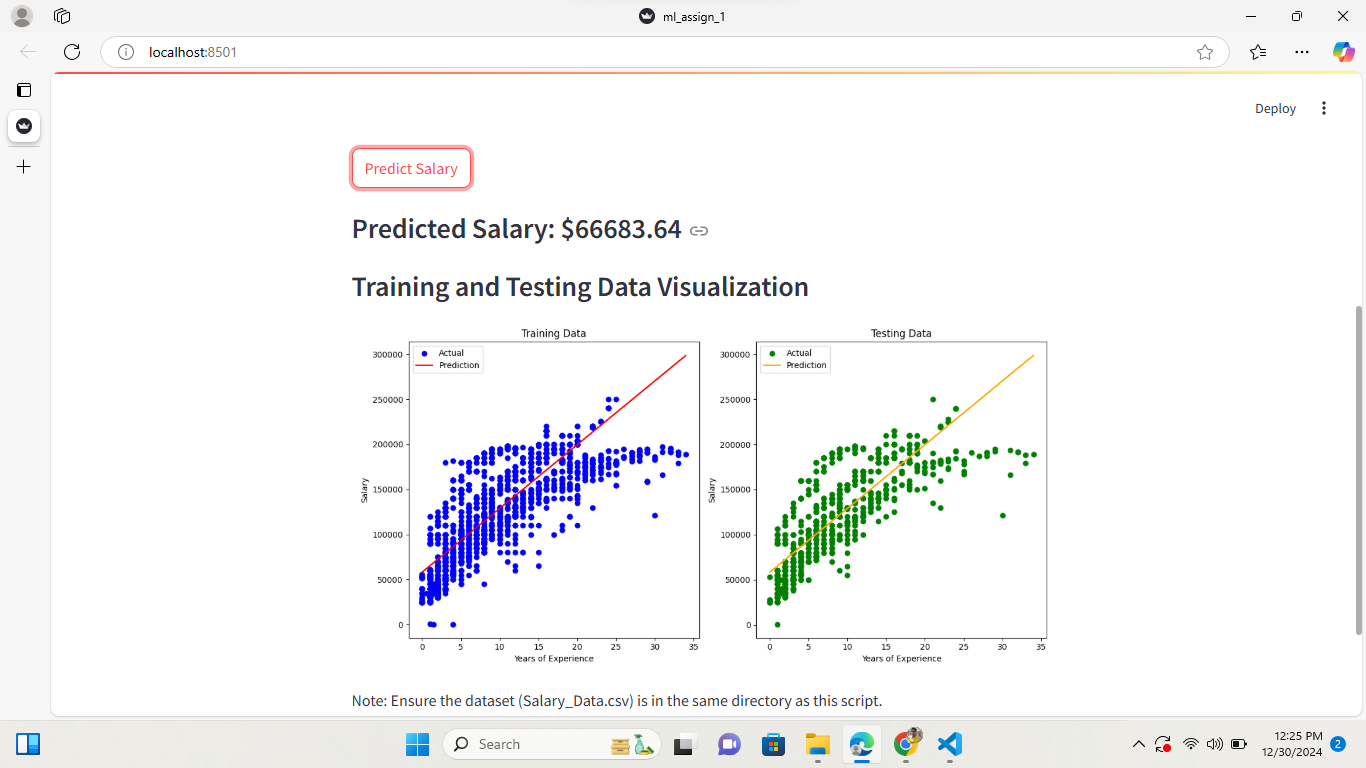 ml_assign_1
localhost:8501
Deploy
Predict Salary
Predicted Salary: $66683.64
Training and Testing Data Visualization
Training Data
Actual
Prediction
300000
250000
200000
150000
100000
50000
0
Salary
0 5 10 15 20 25 30 35
Years of Experience
Testing Data
Actual
Prediction
300000
250000
200000
150000
100000
50000
0
Salary
0 5 10 15 20 25 30 35
Years of Experience
Note: Ensure the dataset (Salary_Data.csv) is in the same directory as this script.
Search
12:25 PM
12/30/2024
2